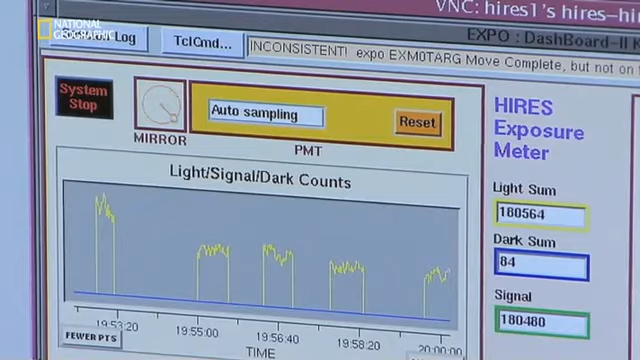 NATIONAL
GEOGRAPHIC
VNC: hires1's hires-hi
Log
TclCmd...
EXPO : DashBoard-II
INCONSISTENT! expo EXM0TARG Move Complete, but not on
System
Stop
Auto sampling
Reset
MIRROR
PMT
HIRES
Exposure
Meter
Light/Signal/Dark Counts
Light Sum
180564
Dark Sum
84
Signal
180480
19:53:20
19:55:00
19:56:40
19:58:20
20:00:00
FEWER PTS
TIME